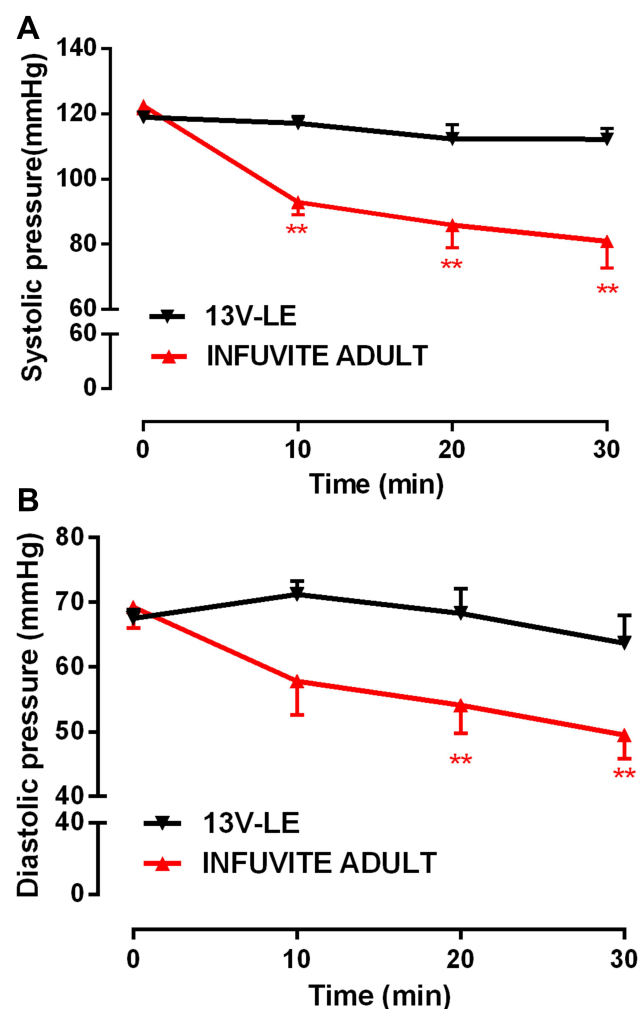 A
Systolic pressure(mmHg)
140
120
100
80
60
60
0
13V-LE
INFUVITE ADULT
**
**
**
0 10 20 30
Time (min)
B
Diastolic pressure (mmHg)
80
70
60
50
40
40
0
13V-LE
INFUVITE ADULT
**
**
0 10 20 30
Time (min)